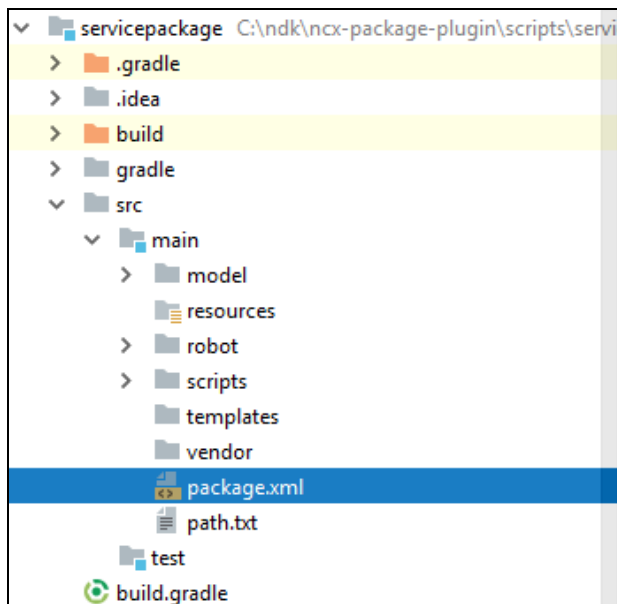 servicepackage C:\ndk\ncx-package-plugin\scripts\servi
.gradle
.idea
build
gradle
src
main
model
resources
robot
scripts
templates
vendor
package.xml
path.txt
test
build.gradle